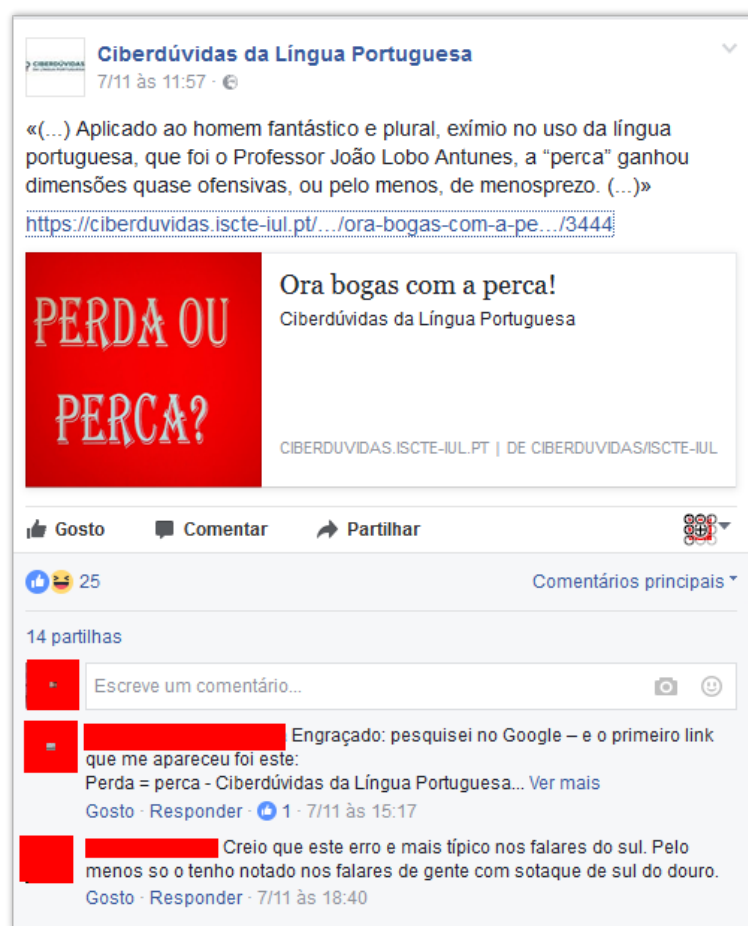 Ciberdúvidas da Língua Portuguesa
7/11 às 11:57 ·
«(...) Aplicado ao homem fantástico e plural, exímio no uso da língua
portuguesa, que foi o Professor João Lobo Antunes, a “perca” ganhou
dimensões quase ofensivas, ou pelo menos, de menosprezo. (...)»
https://ciberduvidas.iscte-iul.pt/.../ora-bogas-com-a-pe.../3444
PERDA OU
PERCA?
Ora bogas com a perca!
Ciberdúvidas da Língua Portuguesa
CIBERDUVIDAS.ISCTE-IUL.PT | DE CIBERDUVIDAS/ISCTE-IUL
Gosto Comentar Partilhar
25 Comentários principais
14 partilhas
Escreve um comentário...
Engraçado: pesquisei no Google – e o primeiro link
que me apareceu foi este:
Perda = perca - Ciberdúvidas da Língua Portuguesa... Ver mais
Gosto · Responder · 1 · 7/11 às 15:17
Creio que este erro e mais típico nos falares do sul. Pelo
menos so o tenho notado nos falares de gente com sotaque de sul do douro.
Gosto · Responder · 7/11 às 18:40